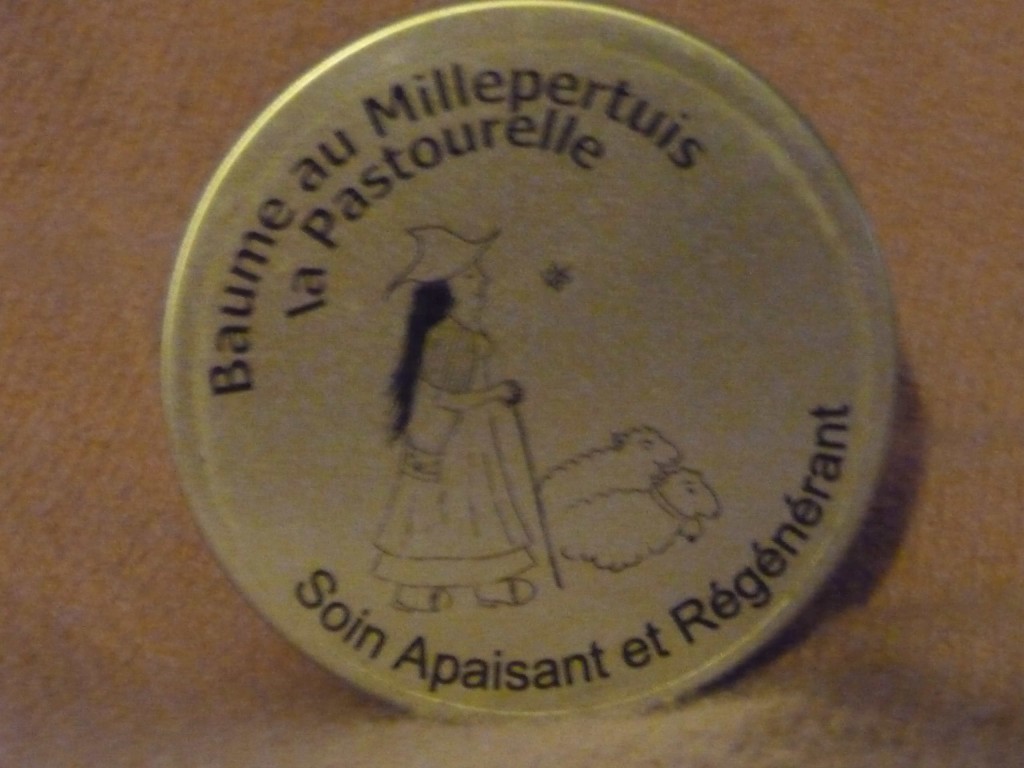 Baume au Millepertuis
la Pastourelle
Soin Apaisant et Régénérant